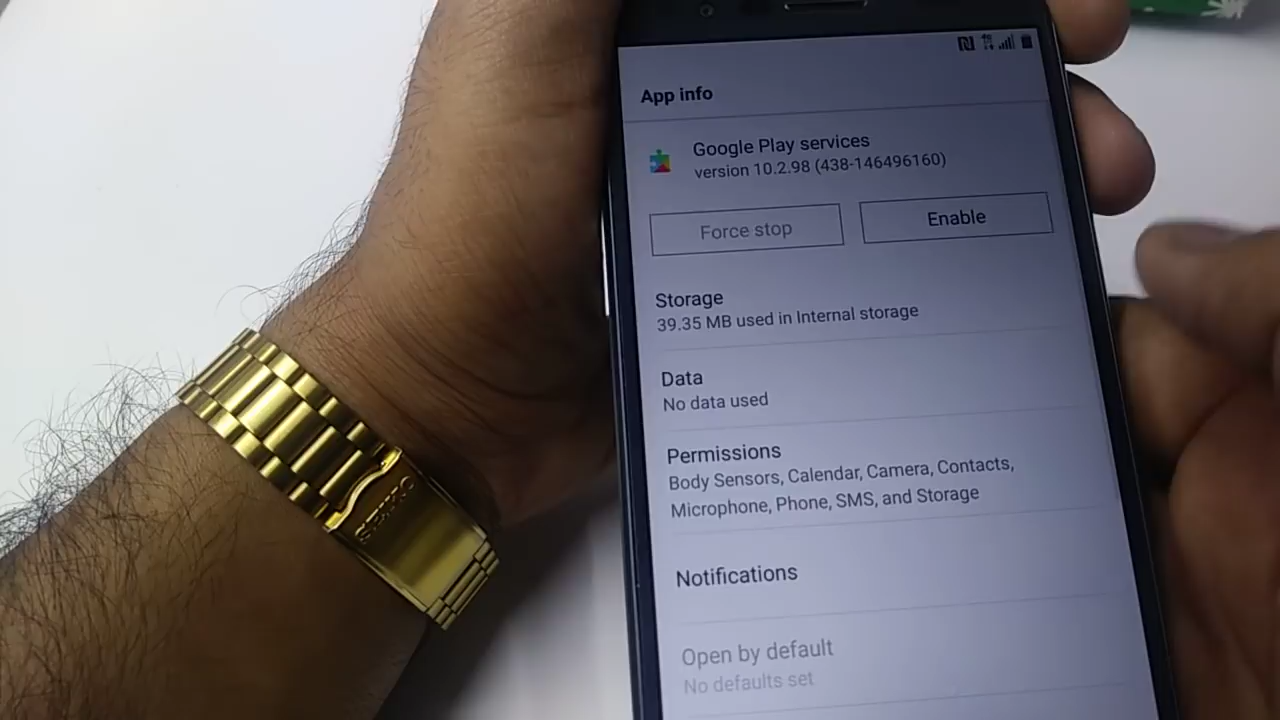 App info
Google Play services
version 10.2.98 (438-146496160)
Force stop
Enable
Storage
39.35 MB used in Internal storage
Data
No data used
Permissions
Body Sensors, Calendar, Camera, Contacts,
Microphone, Phone, SMS, and Storage
Notifications
Open by default
No defaults set
SEIKO